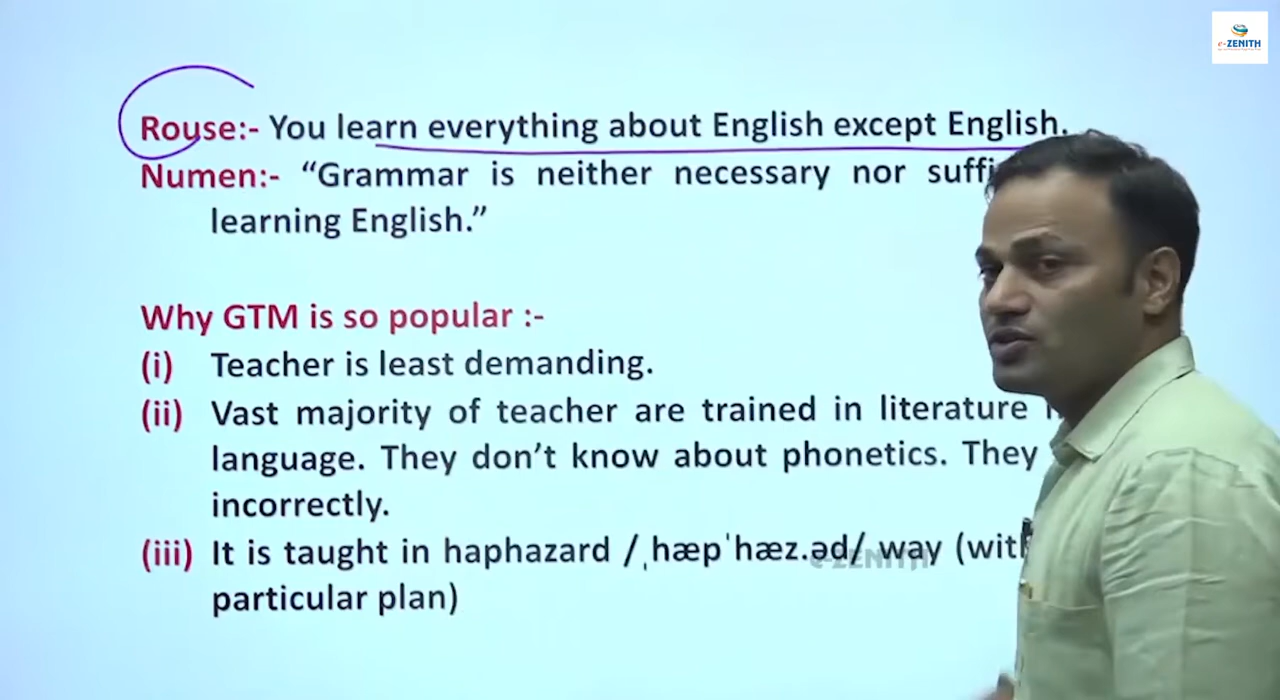 e-ZENITH
Rouse:- You learn everything about English except English.
Numen:- “Grammar is neither necessary nor
learning English.”
Why GTM is so popular :-
(i) Teacher is least demanding.
(ii) Vast majority of teacher are trained in literature
language. They don’t know about phonetics. They
incorrectly.
(iii) It is taught in haphazard /ˌhæpˈhæz.əd/ way
particular plan)
e-ZENITH